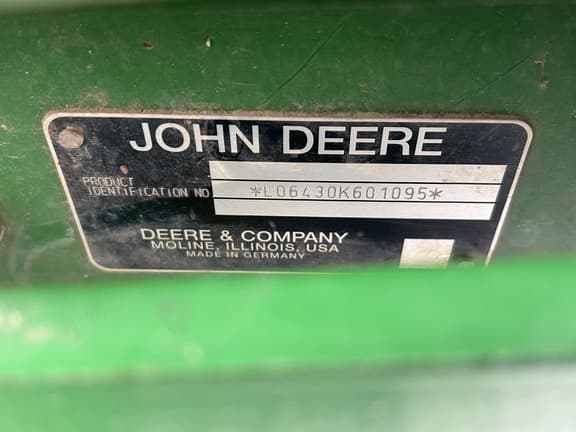 JOHN DEERE
PRODUCT
IDENTIFICATION NO
*L06430K601095*
DEERE & COMPANY
MOLINE, ILLINOIS, USA
MADE IN GERMANY